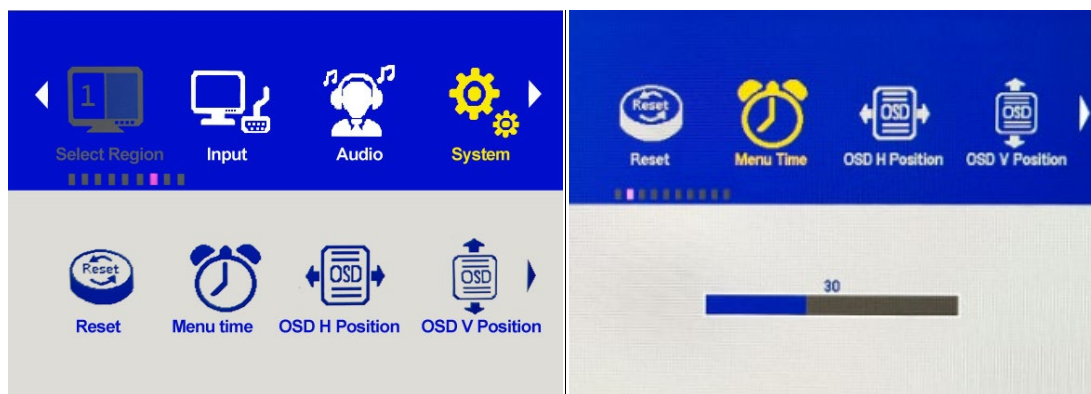 1
Select Region Input Audio System
Reset OSD OSD
Reset Menu time OSD H Position OSD V Position
Reset OSD OSD
Reset Menu Time OSD H Position OSD V Position
30